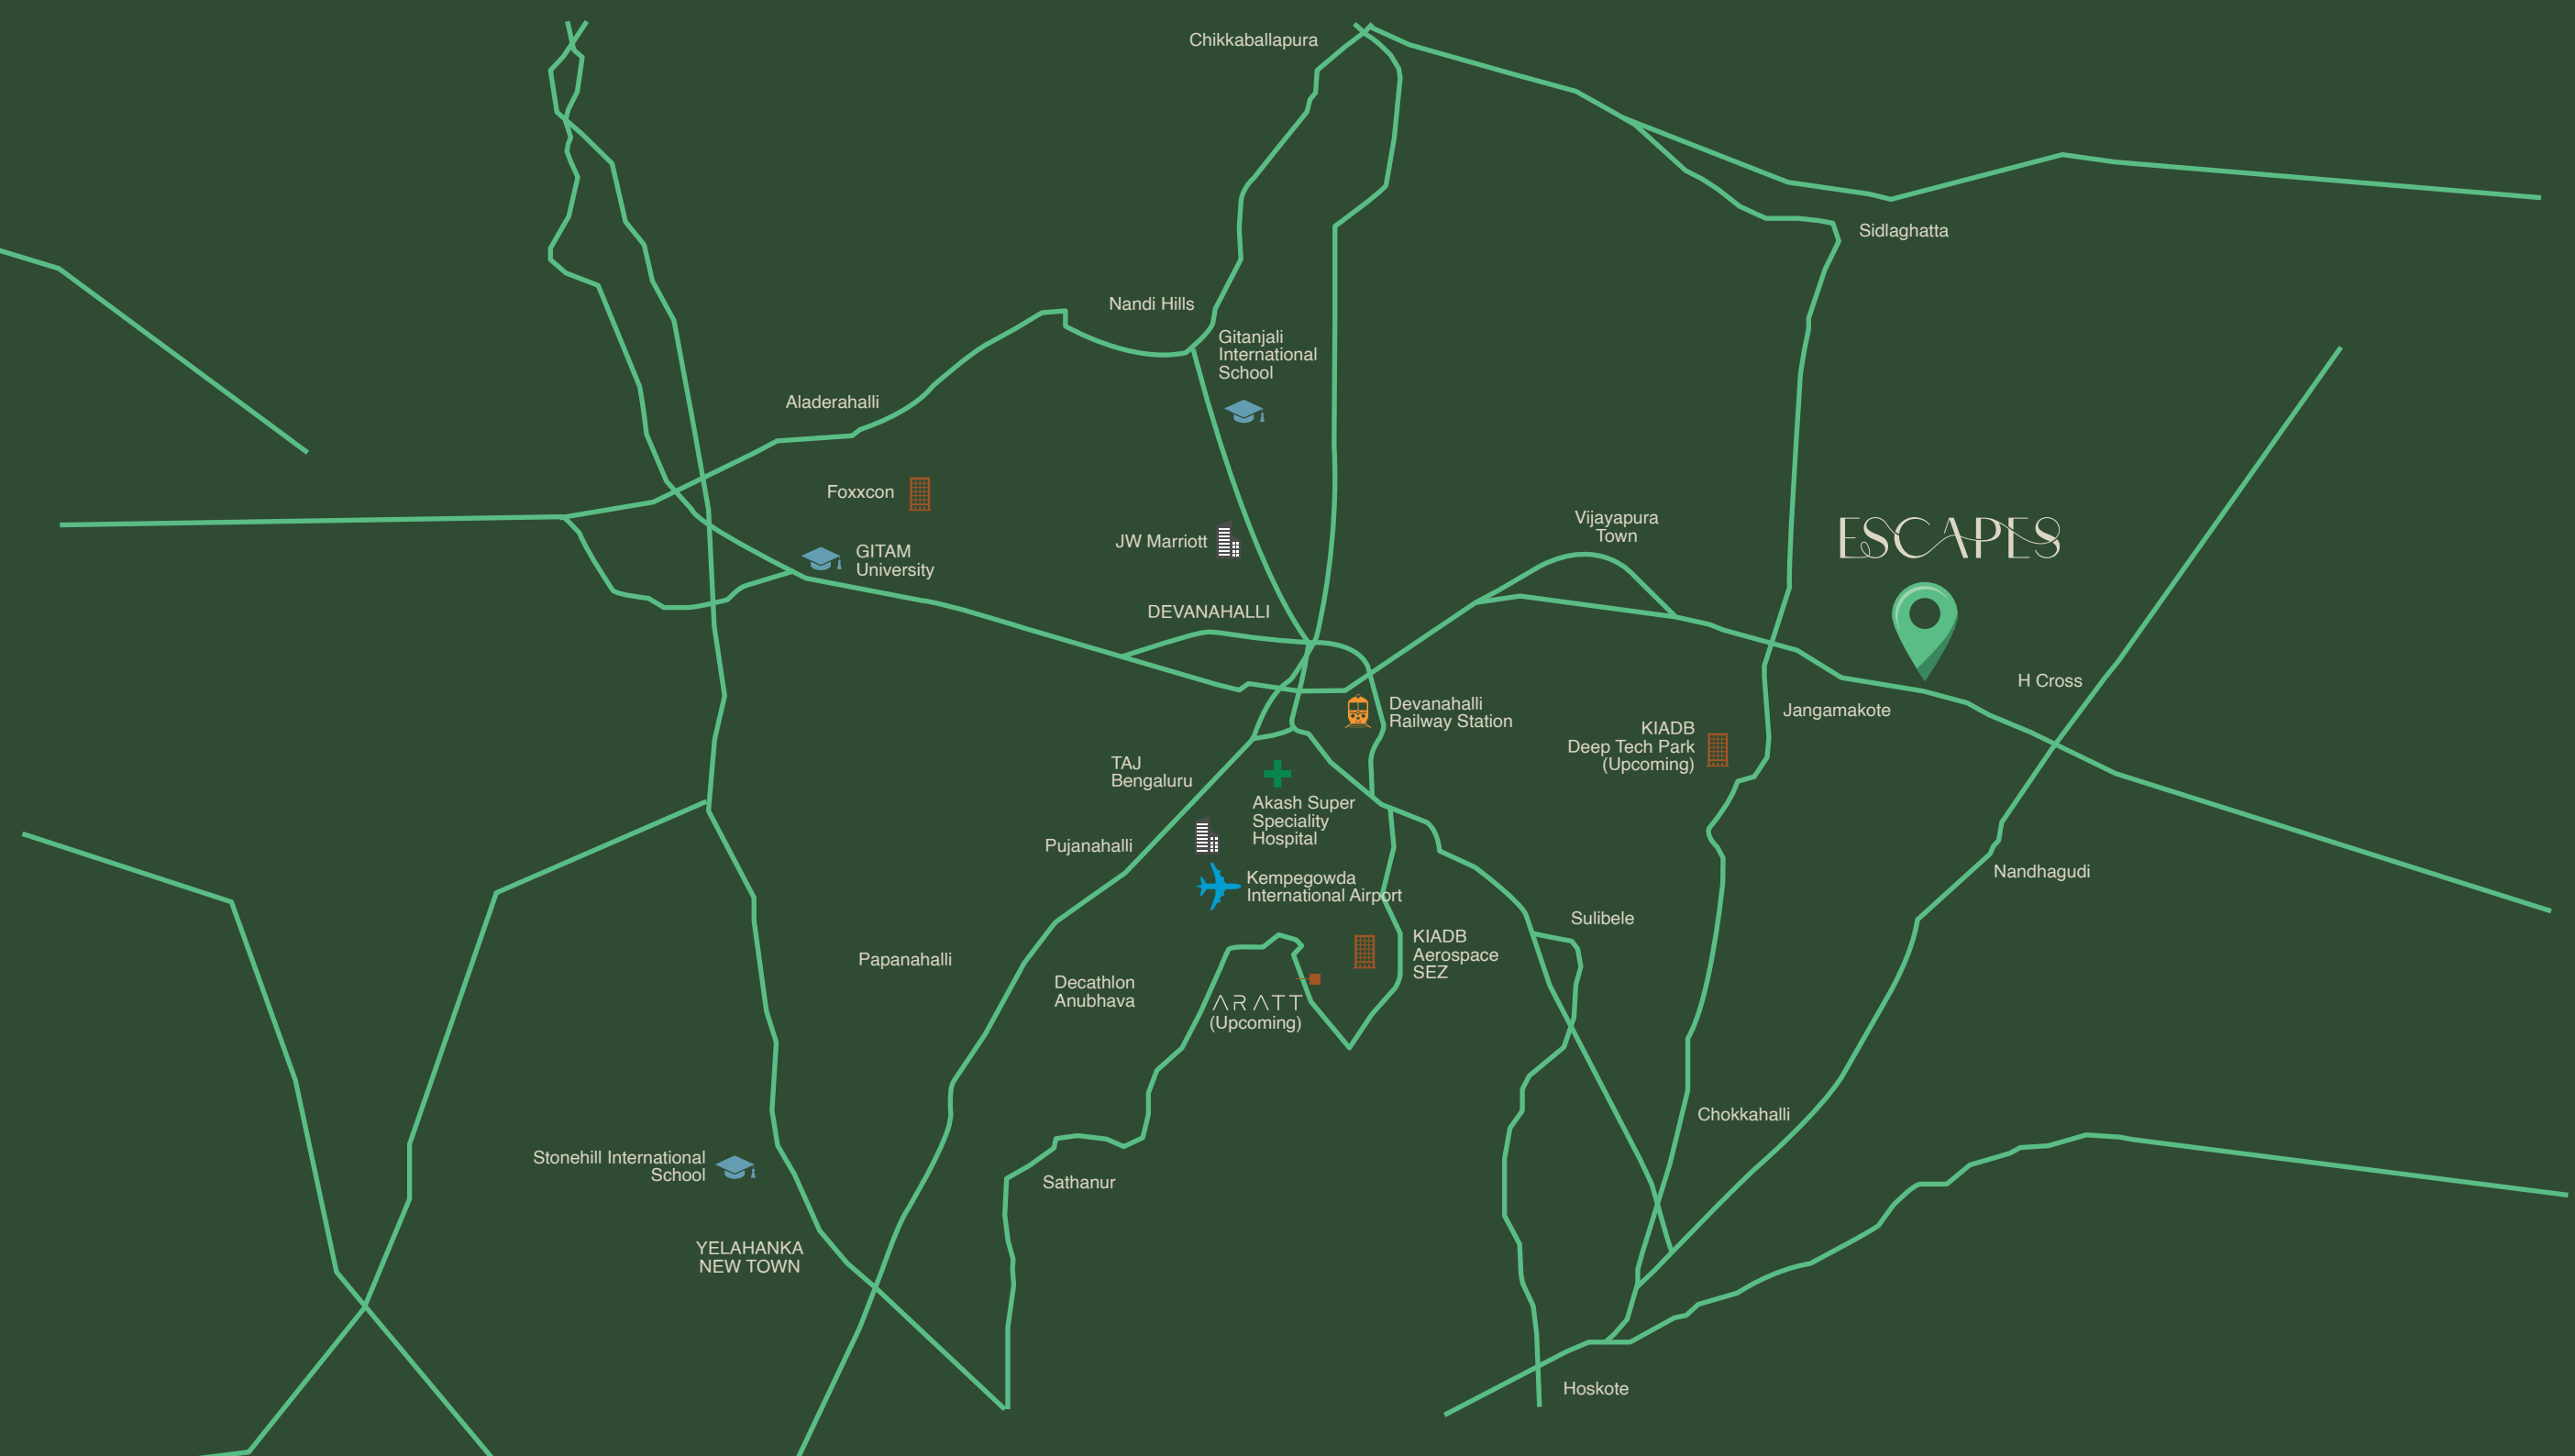 Chikkaballapura
Sidlaghatta
Nandi Hills
Gitanjali
International
School
Aladerahalli
Foxxcon
GITAM
University
JW Marriott
Vijayapura
Town
ESCAPES
DEVANAHALLI
H Cross
Devanahalli
Railway Station
Jangamakote
KIADB
Deep Tech Park
(Upcoming)
TAJ
Bengaluru
Akash Super
Speciality
Hospital
Pujanahalli
Kempegowda
International Airport
Nandhagudi
Sulibele
KIADB
Aerospace
SEZ
Papanahalli
Decathlon
Anubhava
ARATT
(Upcoming)
Chokkahalli
Stonehill International
School
Sathanur
YELAHANKA
NEW TOWN
Hoskote